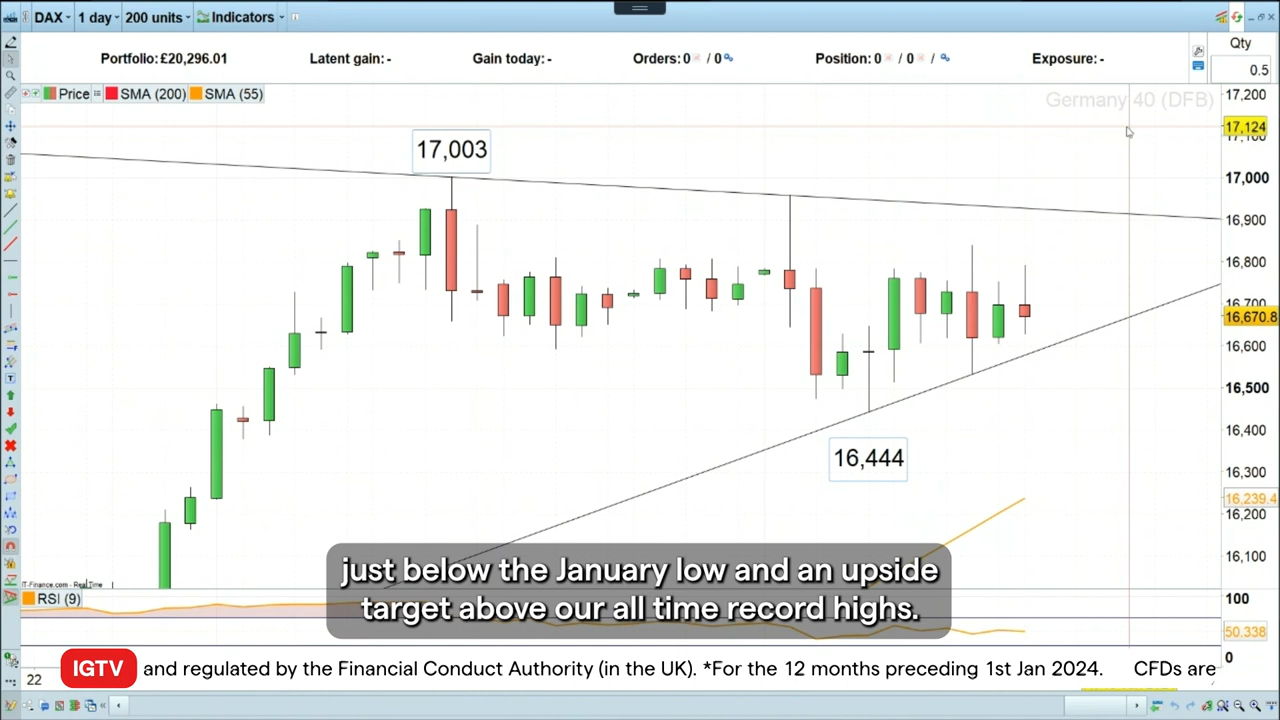 DAX 1 day 200 units Indicators
Portfolio:£20,296.01 Latent gain:- Gain today:- Orders:0 / 0 Position: 0 / 0 / Exposure:- Qty
0.5
Price SMA (200) SMA (55)
Germany 40 (DFB)
17,200
17,124
17,100
17,003
17,000
16,900
16,800
16,700
16,670.8
16,600
16,500
16,400
16,444
16,300
16,239.4
16,200
16,100
IT-Finance.com - Real Time
just below the January low and an upside
target above our all time record highs.
RSI (9)
100
50.338
0
22
IGTV and regulated by the Financial Conduct Authority (in the UK). *For the 12 months preceding 1st Jan 2024. CFDs are